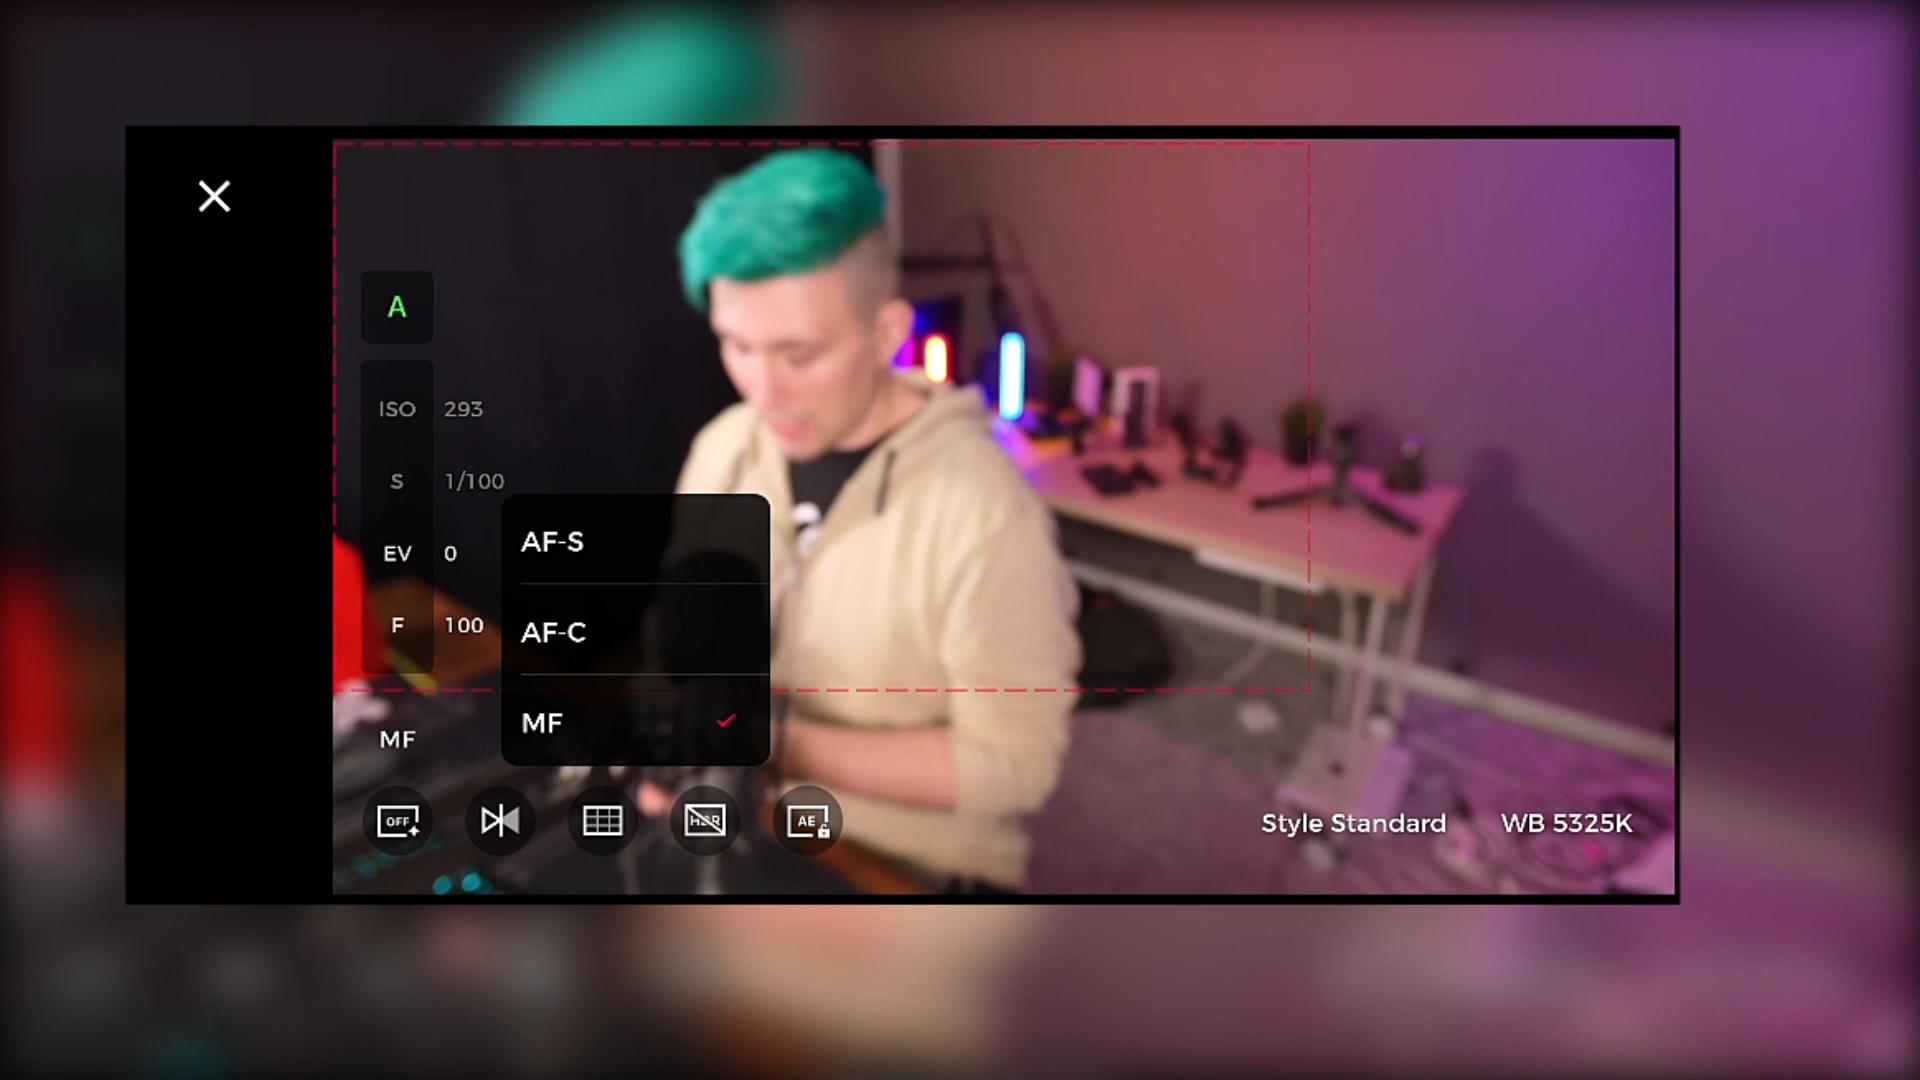 A
ISO 293
S 1/100
EV 0
F 100
AF-S
AF-C
MF
MF
OFF
HDR
AE
Style Standard WB 5325K